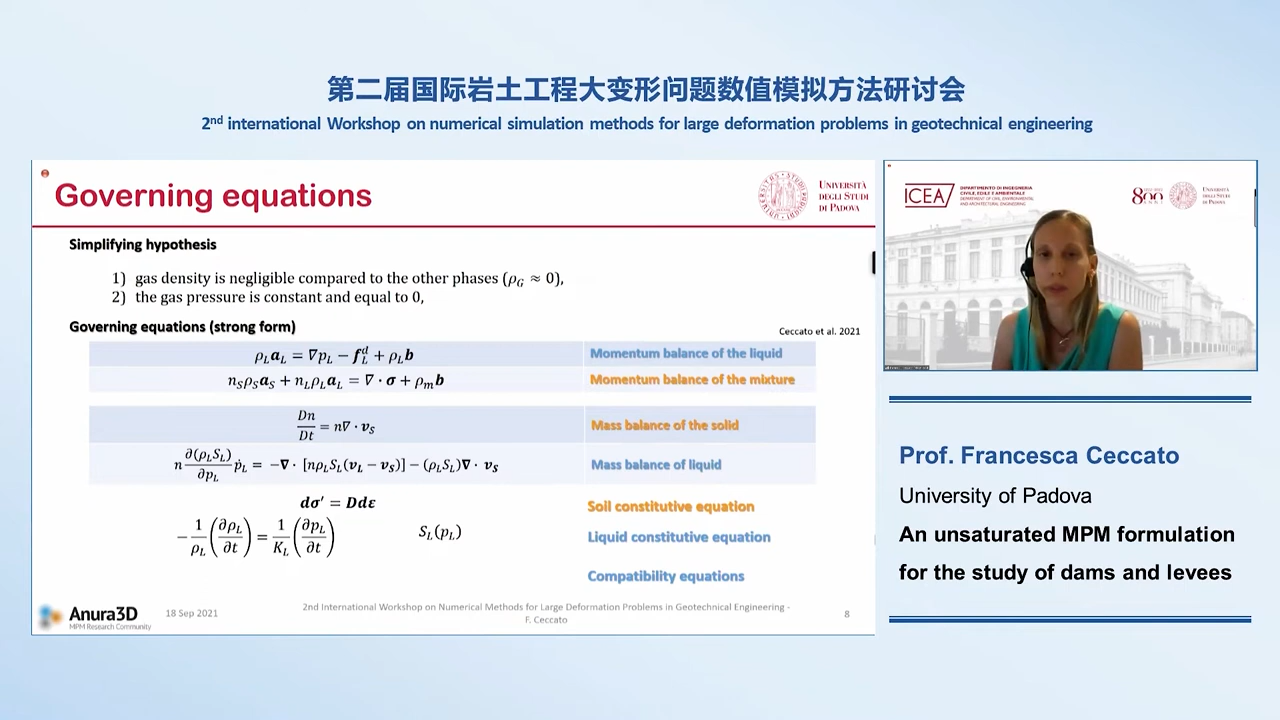 第二届国际岩土工程大变形问题数值模拟方法研讨会
2nd international Workshop on numerical simulation methods for large deformation problems in geotechnical engineering
Governing equations
UNIVERSITÀ
DEGLI STUDI
DI PADOVA
Simplifying hypothesis
1) gas density is negligible compared to the other phases (ρ_G ≈ 0),
2) the gas pressure is constant and equal to 0,
Governing equations (strong form)
Ceccato et al. 2021
ρ_L a_L = ∇p_L − f_L^d + ρ_L b
Momentum balance of the liquid
n_S ρ_S a_S + n_L ρ_L a_L = ∇ · σ + ρ_m b
Momentum balance of the mixture
Dn/Dt = n∇ · v_S
Mass balance of the solid
n ∂(ρ_L S_L)/∂p_L ṗ_L = −∇ · [nρ_L S_L(v_L − v_S)] − (ρ_L S_L)∇ · v_S
Mass balance of liquid
dσ′ = Ddε
Soil constitutive equation
− 1/ρ_L (∂ρ_L/∂t) = 1/K_L (∂p_L/∂t)
S_L(p_L)
Liquid constitutive equation
Compatibility equations
Anura3D
MPM Research Community
18 Sep 2021
2nd International Workshop on Numerical Methods for Large Deformation Problems in Geotechnical Engineering -
F. Ceccato
8
ICEA
DIPARTIMENTO DI INGEGNERIA
CIVILE, EDILE E AMBIENTALE
DEPARTMENT OF CIVIL, ENVIRONMENTAL
AND ARCHITECTURAL ENGINEERING
800
UNIVERSITÀ
DEGLI STUDI
DI PADOVA
Prof. Francesca Ceccato
University of Padova
An unsaturated MPM formulation
for the study of dams and levees